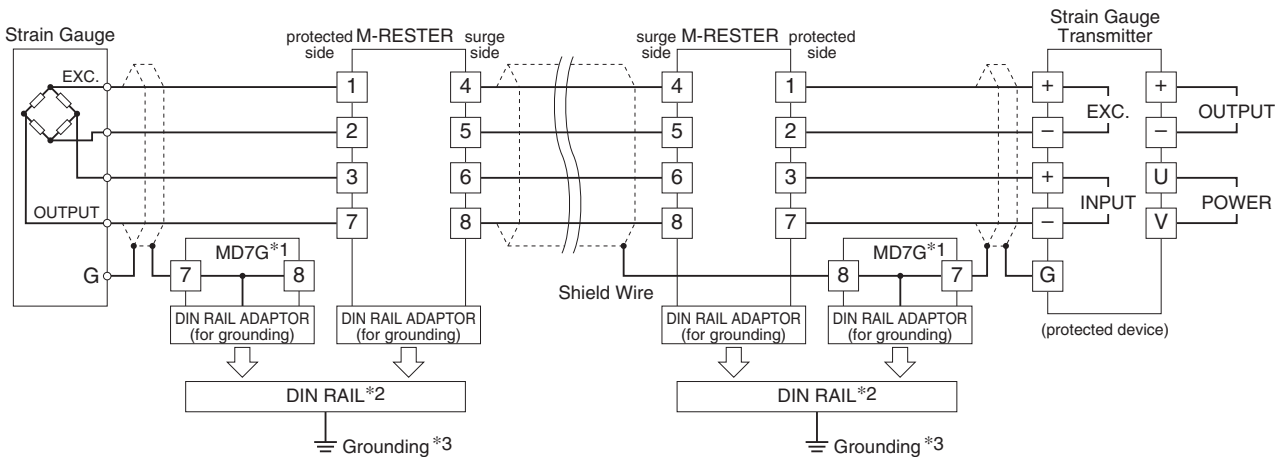 Strain Gauge
EXC.
OUTPUT
G
protected side
M-RESTER
surge side
1
2
3
7
4
5
6
8
MD7G*1
7
8
DIN RAIL ADAPTOR
(for grounding)
DIN RAIL ADAPTOR
(for grounding)
DIN RAIL*2
Grounding *3
Shield Wire
surge side
M-RESTER
protected side
4
5
6
8
1
2
3
7
MD7G*1
8
7
DIN RAIL ADAPTOR
(for grounding)
DIN RAIL ADAPTOR
(for grounding)
DIN RAIL*2
Grounding *3
Strain Gauge
Transmitter
+
–
+
–
G
EXC.
INPUT
+
–
U
V
OUTPUT
POWER
(protected device)